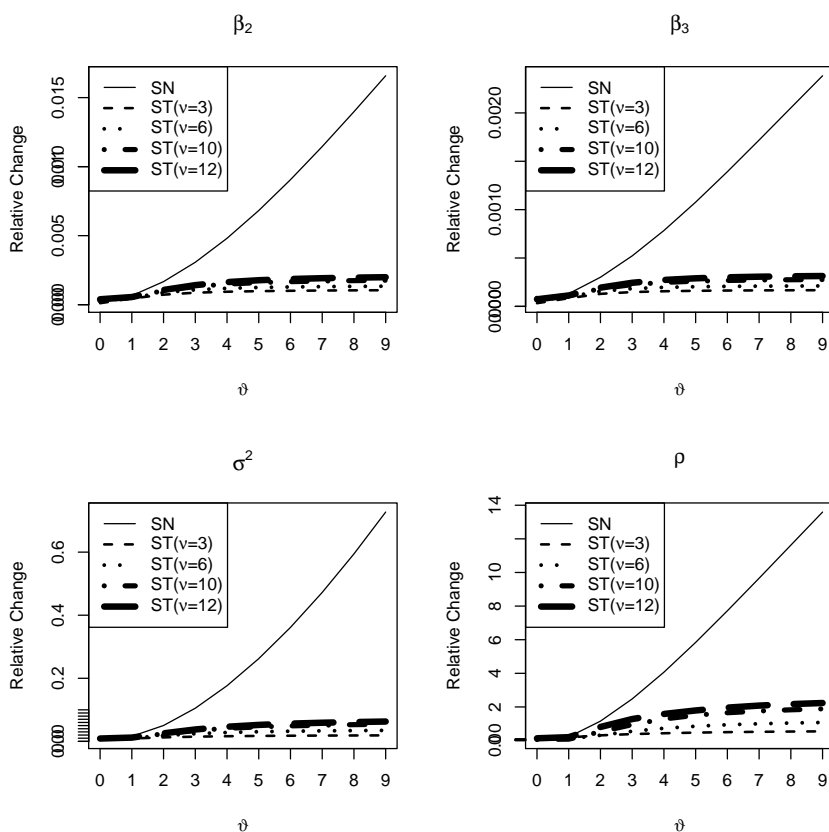 β2
Relative Change
0.005
0.015
SN
ST(ν=3)
ST(ν=6)
ST(ν=10)
ST(ν=12)
0 1 2 3 4 5 6 7 8 9
ϑ
β3
Relative Change
0.0010
0.0020
SN
ST(ν=3)
ST(ν=6)
ST(ν=10)
ST(ν=12)
0 1 2 3 4 5 6 7 8 9
ϑ
σ2
Relative Change
0.2
0.4
0.6
SN
ST(ν=3)
ST(ν=6)
ST(ν=10)
ST(ν=12)
0 1 2 3 4 5 6 7 8 9
ϑ
ρ
Relative Change
2
4
6
8
10
12
14
SN
ST(ν=3)
ST(ν=6)
ST(ν=10)
ST(ν=12)
0 1 2 3 4 5 6 7 8 9
ϑ